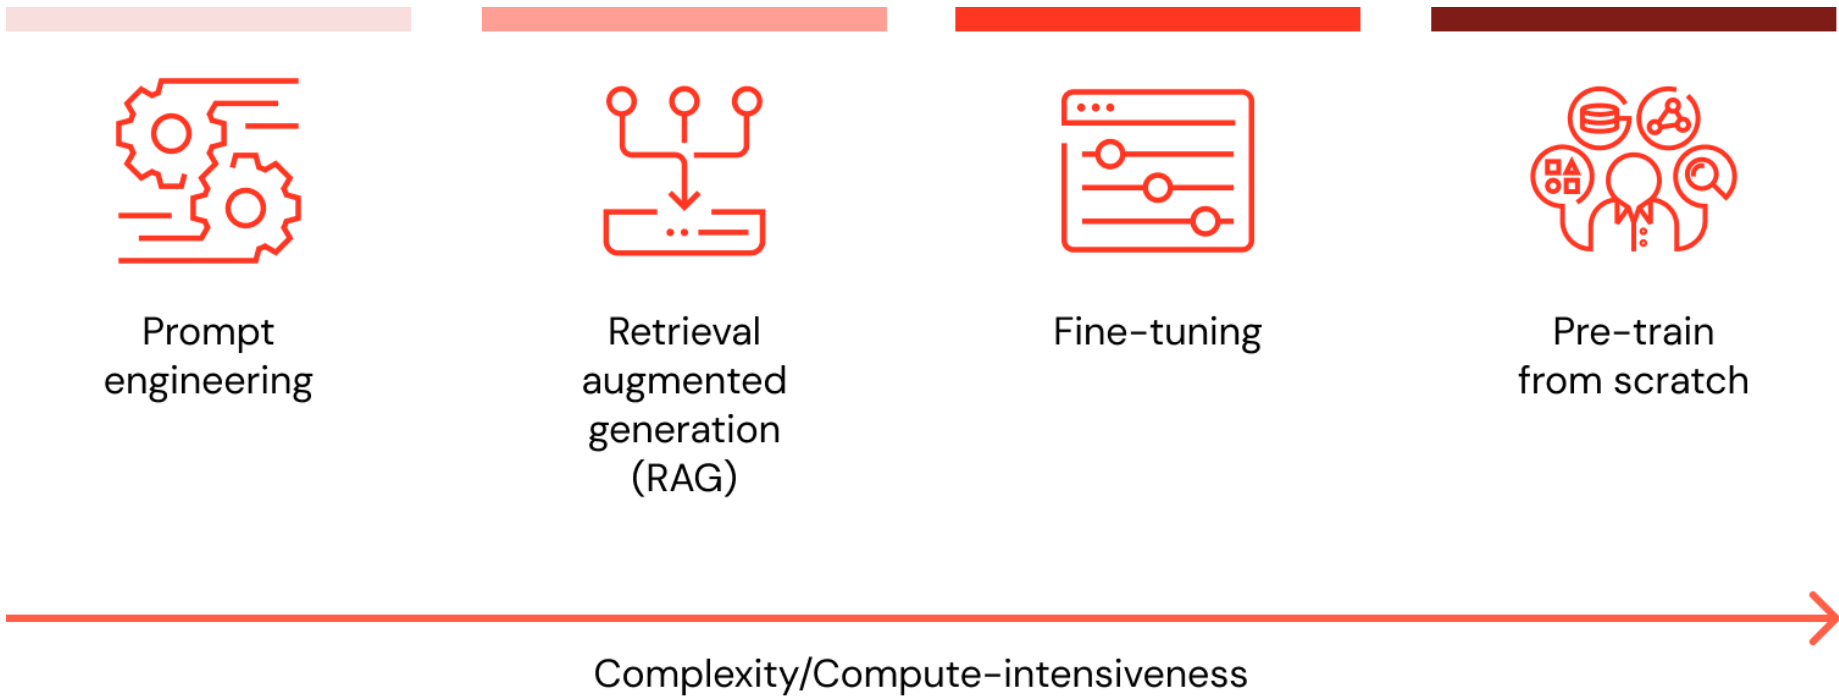 Prompt
engineering
Retrieval
augmented
generation
(RAG)
Fine-tuning
Pre-train
from scratch
Complexity/Compute-intensiveness